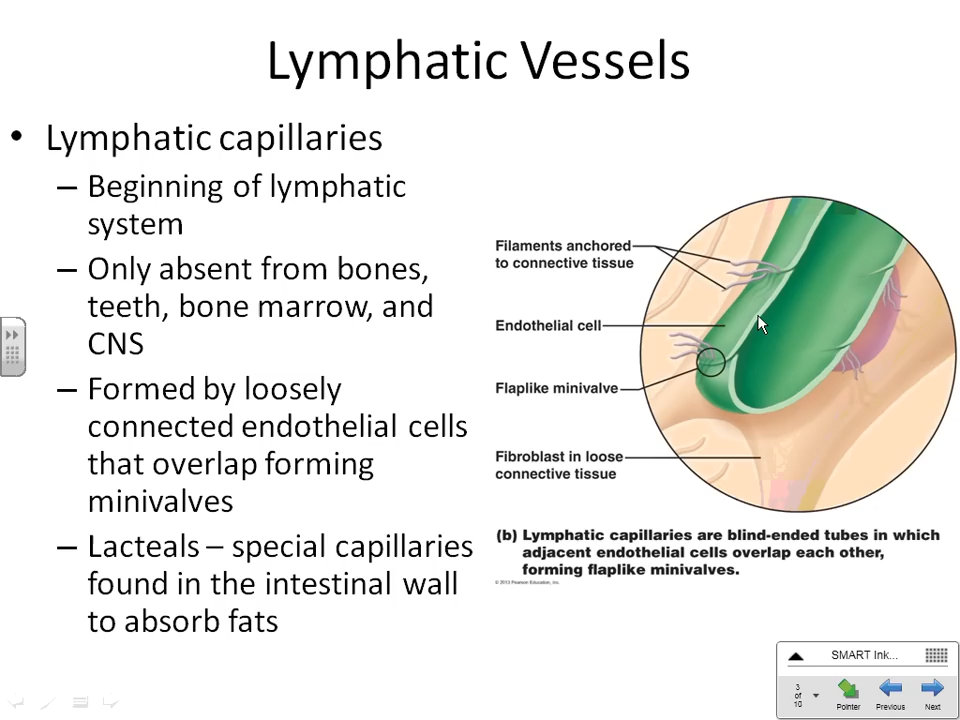 Lymphatic Vessels
• Lymphatic capillaries
– Beginning of lymphatic
system
– Only absent from bones,
teeth, bone marrow, and
CNS
– Formed by loosely
connected endothelial cells
that overlap forming
minivalves
– Lacteals – special capillaries
found in the intestinal wall
to absorb fats
Filaments anchored
to connective tissue
Endothelial cell
Flaplike minivalve
Fibroblast in loose
connective tissue
(b) Lymphatic capillaries are blind-ended tubes in which
adjacent endothelial cells overlap each other,
forming flaplike minivalves.
© 2013 Pearson Education, Inc.
SMART Ink...
3
of
10
Pointer
Previous
Next